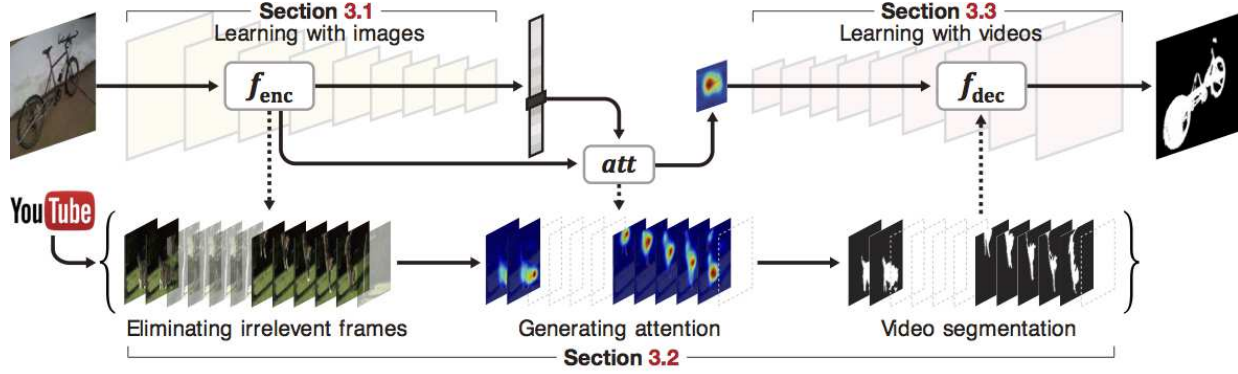 Section 3.1
Learning with images
Section 3.3
Learning with videos
f_enc
f_dec
att
YouTube
Eliminating irrelevent frames
Generating attention
Video segmentation
Section 3.2